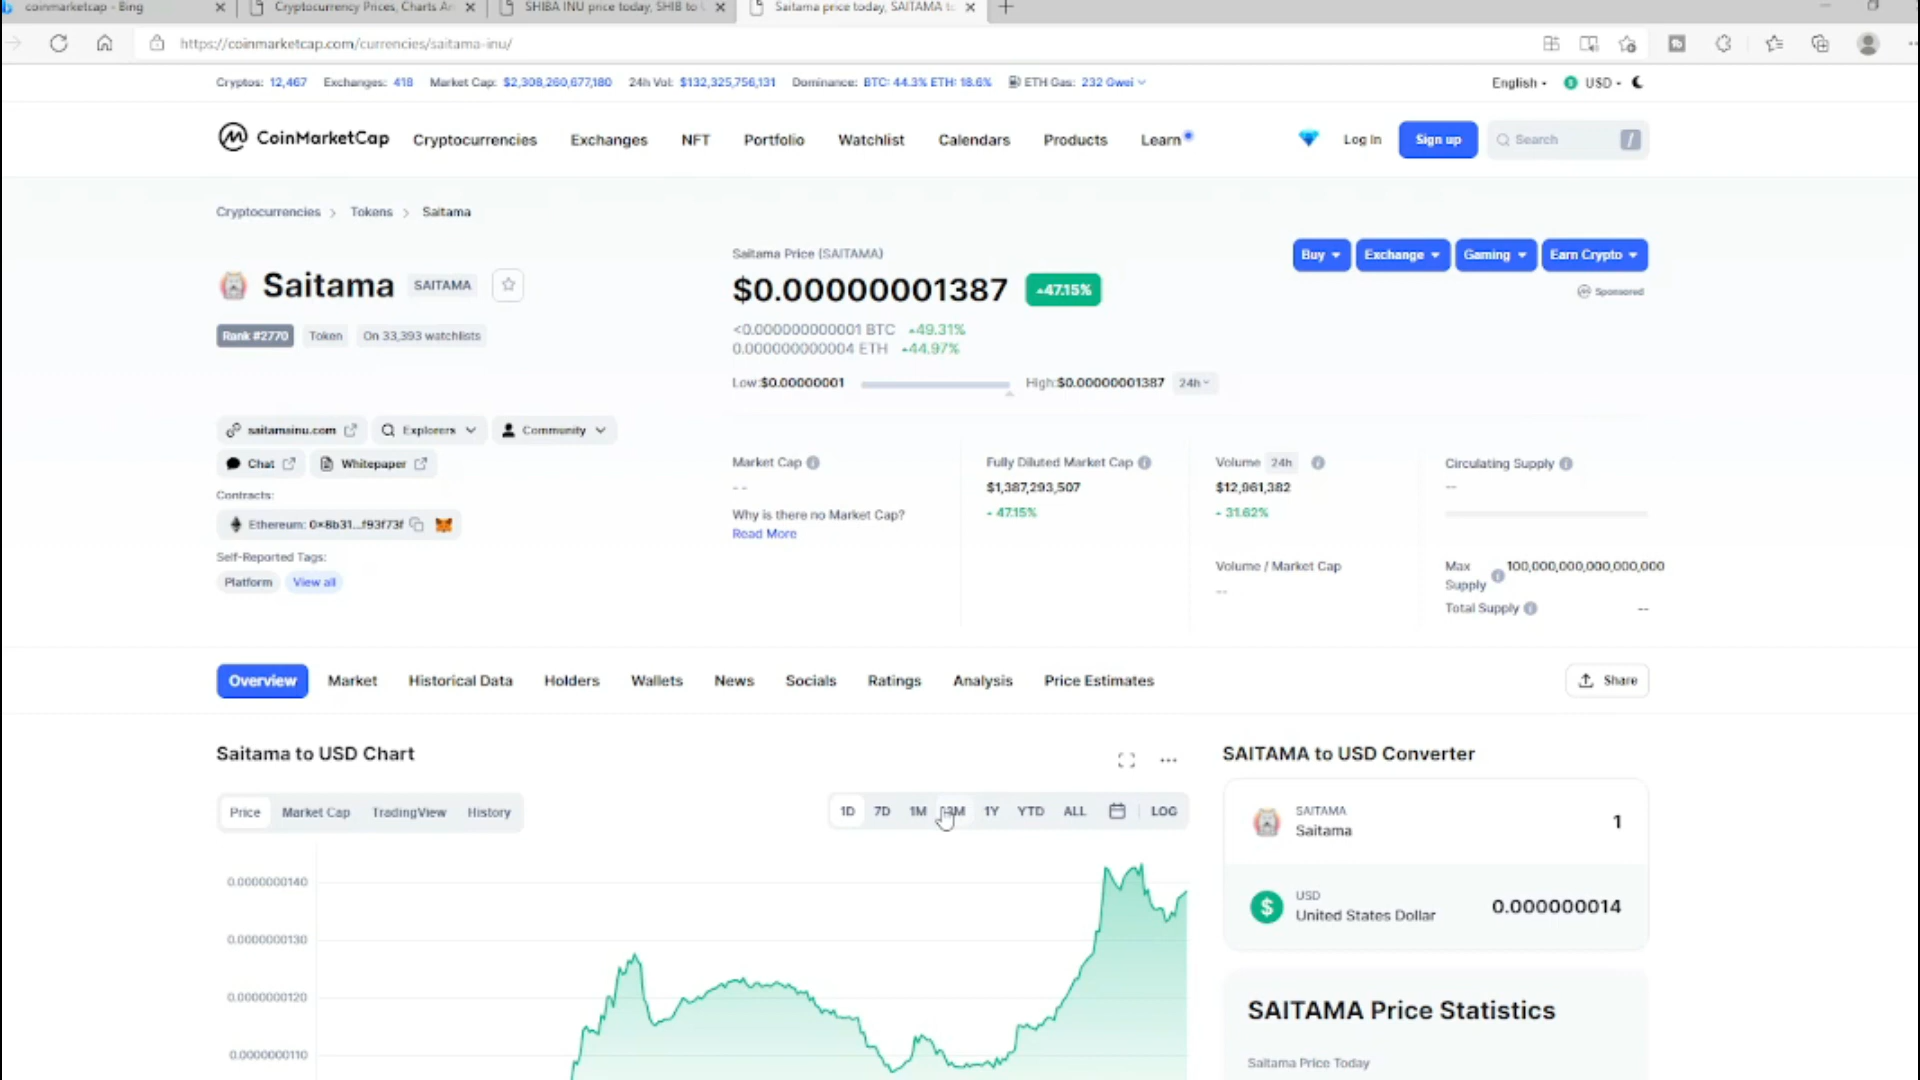 coinmarketcap - Bing
Cryptocurrency Prices, Charts An
SHIBA INU price today, SHIB to U
Saitama price today, SAITAMA to
https://coinmarketcap.com/currencies/saitama-inu/
Cryptos: 12,467 Exchanges: 418 Market Cap: $2,308,260,677,180 24h Vol: $132,325,756,131 Dominance: BTC: 44.3% ETH: 18.6% ETH Gas: 232 Gwei
English USD
CoinMarketCap Cryptocurrencies Exchanges NFT Portfolio Watchlist Calendars Products Learn Log In Sign up Search /
Cryptocurrencies > Tokens > Saitama
Saitama Price (SAITAMA)
Buy Exchange Gaming Earn Crypto
Saitama SAITAMA
$0.00000001387 47.15%
Sponsored
<0.000000000001 BTC 49.31%
Rank #2770 Token On 33,393 watchlists
0.000000000004 ETH 44.97%
Low:$0.00000001 High:$0.00000001387 24h
saitamainu.com Explorers Community
Chat Whitepaper
Market Cap
--
Why is there no Market Cap?
Read More
Fully Diluted Market Cap
$1,387,293,507
47.15%
Volume 24h
$12,961,382
31.62%
Volume / Market Cap
--
Circulating Supply
--
Max Supply 100,000,000,000,000,000
Total Supply --
Contracts:
Ethereum: 0x8b31...f93f73f
Self-Reported Tags:
Platform View all
Overview Market Historical Data Holders Wallets News Socials Ratings Analysis Price Estimates Share
Saitama to USD Chart
Price Market Cap TradingView History
1D 7D 1M 3M 1Y YTD ALL LOG
0.0000000140
0.0000000130
0.0000000120
0.0000000110
SAITAMA to USD Converter
SAITAMA
Saitama 1
USD
United States Dollar 0.000000014
SAITAMA Price Statistics
Saitama Price Today